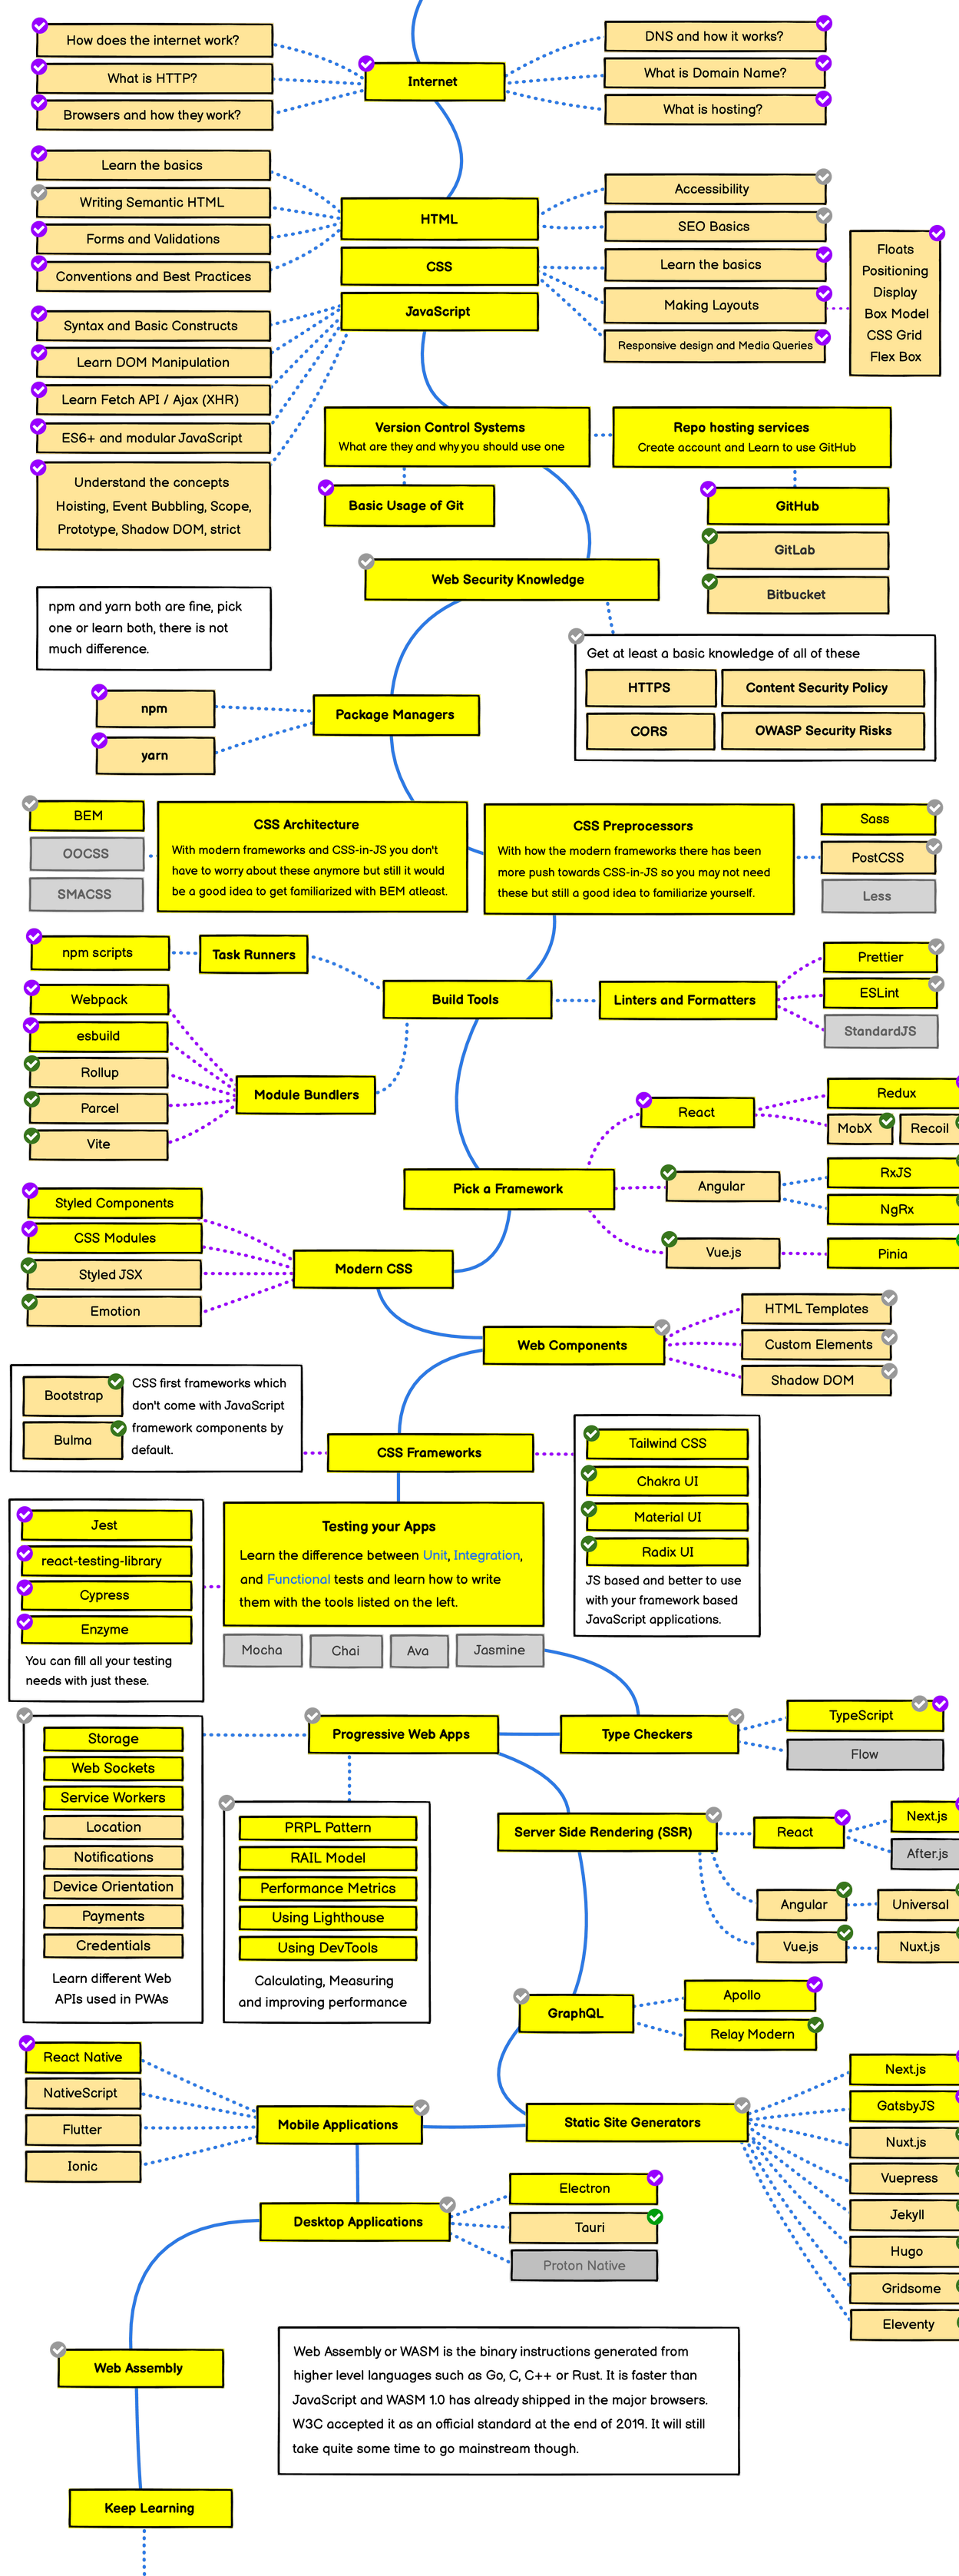 How does the internet work?
What is HTTP?
Browsers and how they work?
Internet
DNS and how it works?
What is Domain Name?
What is hosting?
Learn the basics
Writing Semantic HTML
Forms and Validations
Conventions and Best Practices
HTML
CSS
JavaScript
Accessibility
SEO Basics
Learn the basics
Making Layouts
Responsive design and Media Queries
Floats
Positioning
Display
Box Model
CSS Grid
Flex Box
Syntax and Basic Constructs
Learn DOM Manipulation
Learn Fetch API / Ajax (XHR)
ES6+ and modular JavaScript
Understand the concepts
Hoisting, Event Bubbling, Scope,
Prototype, Shadow DOM, strict
Version Control Systems
What are they and why you should use one
Repo hosting services
Create account and Learn to use GitHub
Basic Usage of Git
GitHub
GitLab
Bitbucket
Web Security Knowledge
npm and yarn both are fine, pick
one or learn both, there is not
much difference.
Get at least a basic knowledge of all of these
HTTPS
Content Security Policy
CORS
OWASP Security Risks
npm
yarn
Package Managers
BEM
OOCSS
SMACSS
CSS Architecture
With modern frameworks and CSS-in-JS you don't
have to worry about these anymore but still it would
be a good idea to get familiarized with BEM atleast.
CSS Preprocessors
With how the modern frameworks there has been
more push towards CSS-in-JS so you may not need
these but still a good idea to familiarize yourself.
Sass
PostCSS
Less
npm scripts
Task Runners
Build Tools
Linters and Formatters
Prettier
ESLint
StandardJS
Webpack
esbuild
Rollup
Parcel
Vite
Module Bundlers
React
Redux
MobX
Recoil
Pick a Framework
Angular
RxJS
NgRx
Vue.js
Pinia
Styled Components
CSS Modules
Styled JSX
Emotion
Modern CSS
Web Components
HTML Templates
Custom Elements
Shadow DOM
Bootstrap
Bulma
CSS first frameworks which
don't come with JavaScript
framework components by
default.
CSS Frameworks
Tailwind CSS
Chakra UI
Material UI
Radix UI
JS based and better to use
with your framework based
JavaScript applications.
Jest
react-testing-library
Cypress
Enzyme
You can fill all your testing
needs with just these.
Testing your Apps
Learn the difference between Unit, Integration,
and Functional tests and learn how to write
them with the tools listed on the left.
Mocha
Chai
Ava
Jasmine
Progressive Web Apps
Type Checkers
TypeScript
Flow
Storage
Web Sockets
Service Workers
Location
Notifications
Device Orientation
Payments
Credentials
Learn different Web
APIs used in PWAs
PRPL Pattern
RAIL Model
Performance Metrics
Using Lighthouse
Using DevTools
Calculating, Measuring
and improving performance
Server Side Rendering (SSR)
React
Next.js
After.js
Angular
Universal
Vue.js
Nuxt.js
GraphQL
Apollo
Relay Modern
React Native
NativeScript
Flutter
Ionic
Mobile Applications
Static Site Generators
Next.js
GatsbyJS
Nuxt.js
Vuepress
Jekyll
Hugo
Gridsome
Eleventy
Desktop Applications
Electron
Tauri
Proton Native
Web Assembly
Web Assembly or WASM is the binary instructions generated from
higher level languages such as Go, C, C++ or Rust. It is faster than
JavaScript and WASM 1.0 has already shipped in the major browsers.
W3C accepted it as an official standard at the end of 2019. It will still
take quite some time to go mainstream though.
Keep Learning